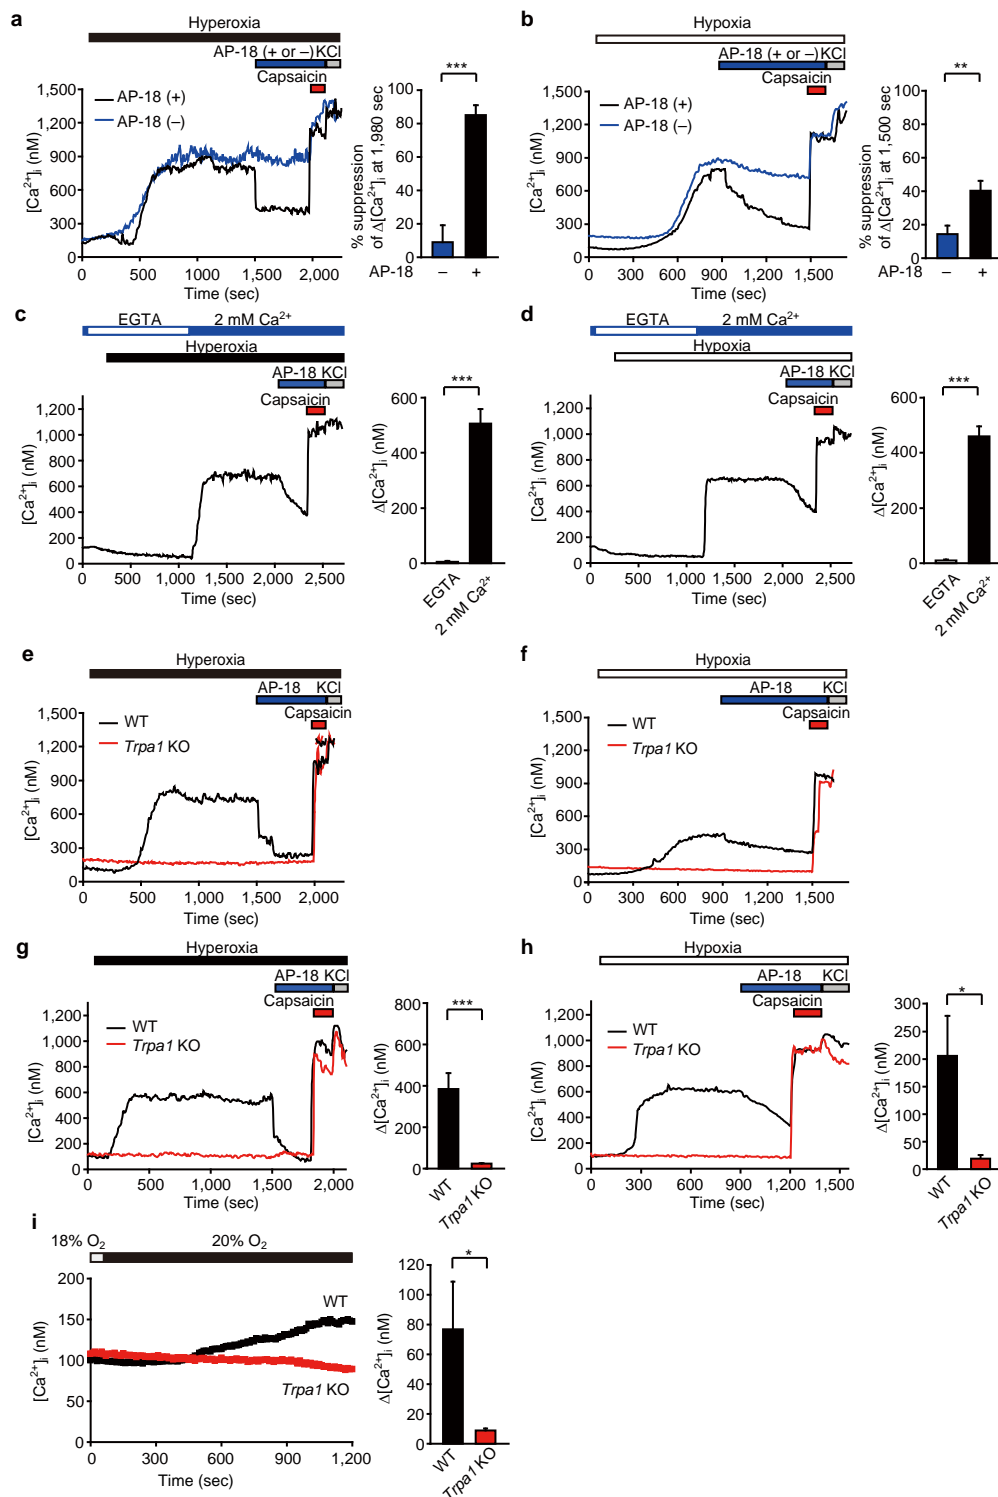 a
Hyperoxia
AP-18 (+ or –) KCl
Capsaicin
AP-18 (+)
AP-18 (–)
[Ca²⁺]ᵢ (nM)
1,500
1,200
900
600
300
0
0 500 1,000 1,500 2,000
Time (sec)
% suppression
of Δ[Ca²⁺]ᵢ at 1,980 sec
100
80
60
40
20
0
***
AP-18 – +
b
Hypoxia
AP-18 (+ or –) KCl
Capsaicin
AP-18 (+)
AP-18 (–)
[Ca²⁺]ᵢ (nM)
1,500
1,200
900
600
300
0
0 300 600 900 1,200 1,500
Time (sec)
% suppression
of Δ[Ca²⁺]ᵢ at 1,500 sec
100
80
60
40
20
0
**
AP-18 – +
c
EGTA 2 mM Ca²⁺
Hyperoxia
AP-18 KCl
Capsaicin
[Ca²⁺]ᵢ (nM)
1,200
1,000
800
600
400
200
0
0 500 1,000 1,500 2,000 2,500
Time (sec)
Δ[Ca²⁺]ᵢ (nM)
600
400
200
0
***
EGTA
2 mM Ca²⁺
d
EGTA 2 mM Ca²⁺
Hypoxia
AP-18 KCl
Capsaicin
[Ca²⁺]ᵢ (nM)
1,200
1,000
800
600
400
200
0
0 500 1,000 1,500 2,000 2,500
Time (sec)
Δ[Ca²⁺]ᵢ (nM)
600
400
200
0
***
EGTA
2 mM Ca²⁺
e
Hyperoxia
AP-18 KCl
Capsaicin
WT
Trpa1 KO
[Ca²⁺]ᵢ (nM)
1,500
1,200
900
600
300
0
0 500 1,000 1,500 2,000
Time (sec)
f
Hypoxia
AP-18 KCl
Capsaicin
WT
Trpa1 KO
[Ca²⁺]ᵢ (nM)
1,500
1,200
900
600
300
0
0 300 600 900 1,200 1,500
Time (sec)
g
Hyperoxia
AP-18 KCl
Capsaicin
WT
Trpa1 KO
[Ca²⁺]ᵢ (nM)
1,200
1,000
800
600
400
200
0
0 500 1,000 1,500 2,000
Time (sec)
Δ[Ca²⁺]ᵢ (nM)
800
600
400
200
0
***
WT
Trpa1 KO
h
Hypoxia
AP-18 KCl
Capsaicin
WT
Trpa1 KO
[Ca²⁺]ᵢ (nM)
1,200
1,000
800
600
400
200
0
0 300 600 900 1,200 1,500
Time (sec)
Δ[Ca²⁺]ᵢ (nM)
300
250
200
150
100
50
0
*
WT
Trpa1 KO
i
18% O₂ 20% O₂
[Ca²⁺]ᵢ (nM)
200
150
100
50
0
WT
Trpa1 KO
0 300 600 900 1,200
Time (sec)
Δ[Ca²⁺]ᵢ (nM)
120
100
80
60
40
20
0
*
WT
Trpa1 KO